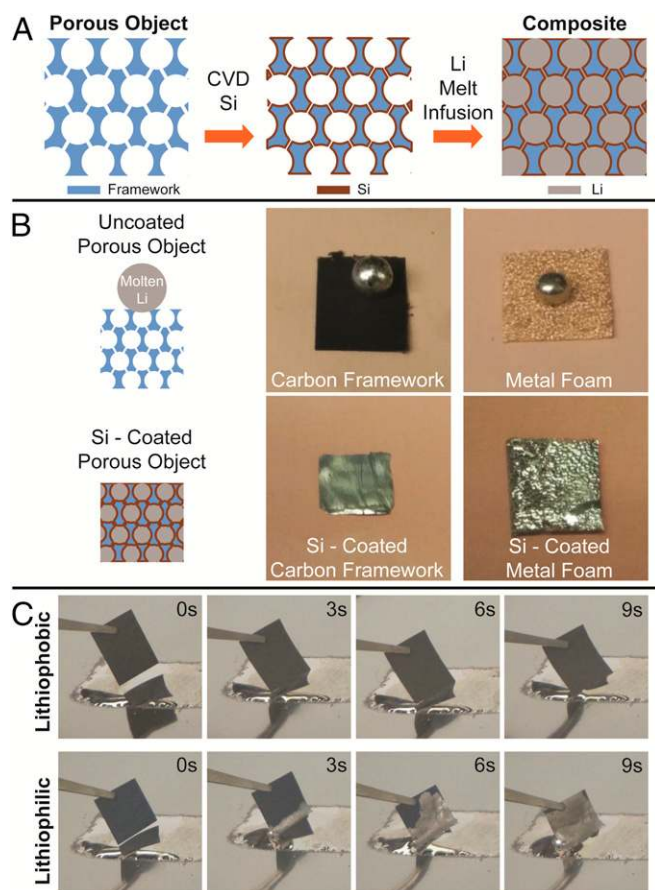 A
Porous Object
Composite
CVD
Si
Li
Melt
Infusion
Framework
Si
Li
B
Uncoated
Porous Object
Molten
Li
Carbon Framework
Metal Foam
Si - Coated
Porous Object
Si - Coated
Carbon Framework
Si - Coated
Metal Foam
C
Lithiophobic
0s
3s
6s
9s
Lithiophilic
0s
3s
6s
9s